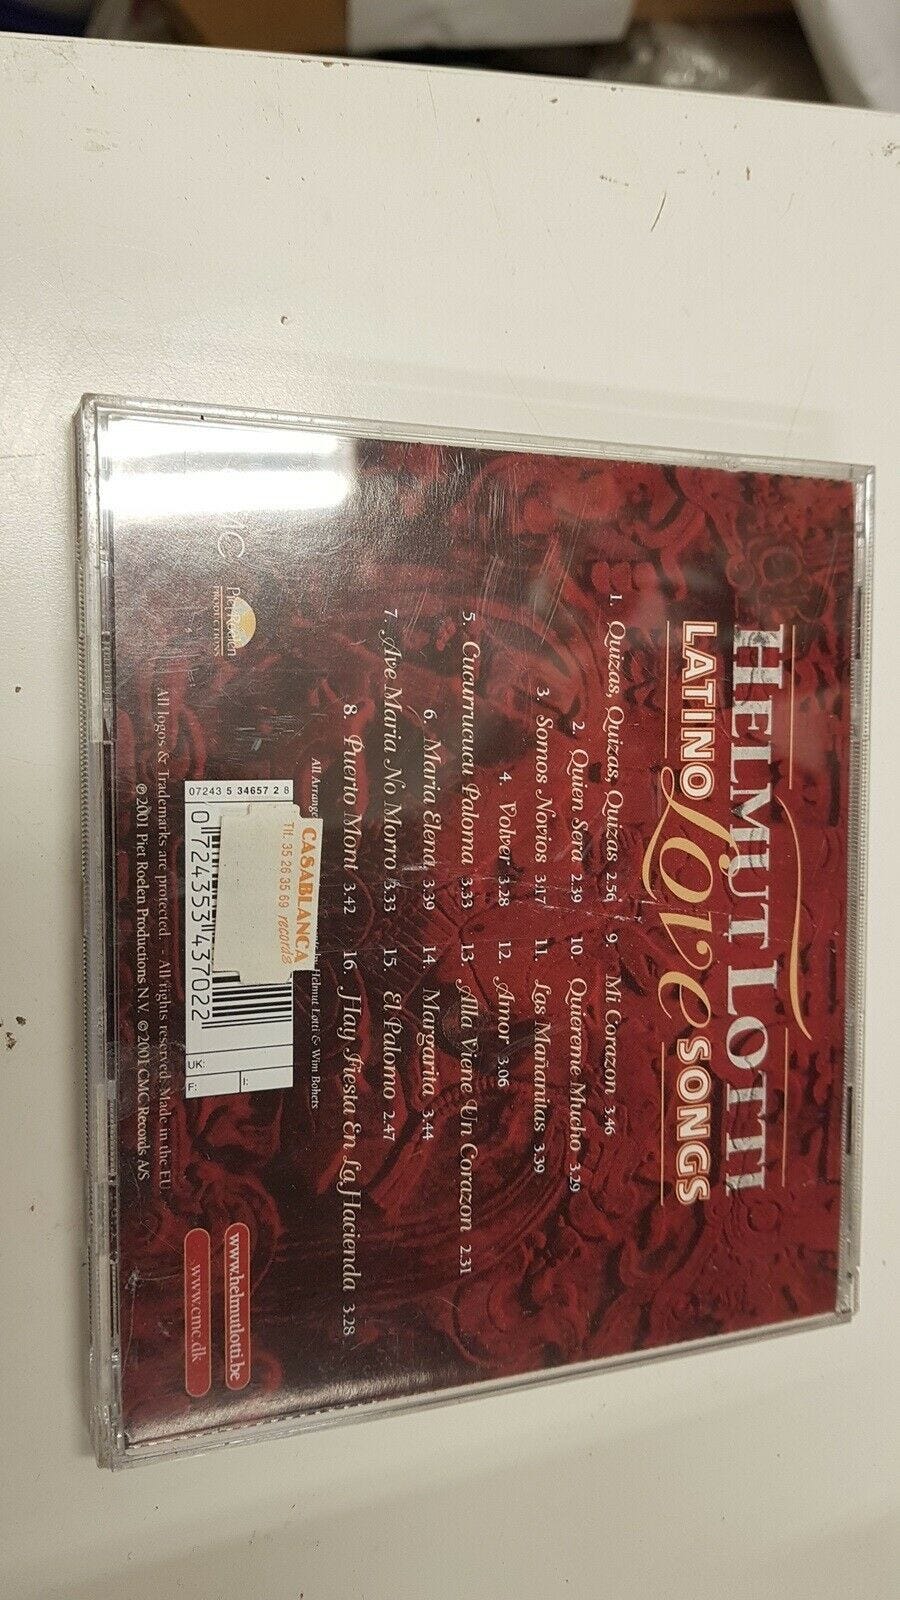 HELMUT LOTTI
LATINO Love SONGS
1. Quizas, Quizas, Quizas 2.56
2. Quien Sera 2.39
3. Somos Novios 3.17
4. Volver 3.28
5. Cucurrucucu Paloma 3.33
6. Maria Elena 3.39
7. Ave Maria No Morro 3.33
8. Puerto Mont 3.42
9. Mi Corazon 3.46
10. Quiereme Mucho 3.29
11. Las Mañanitas 3.39
12. Amor 3.06
13. Alla Viene Un Corazon 2.31
14. Margarita 3.44
15. El Palomo 2.47
16. Hay Fiesta En La Hacienda 3.28
All Arrange by Helmut Lotti & Wim Bohets
CASABLANCA
Tlf. 35 26 35 69 records
07243 5 34657 2 8
0 724353 437022
UK:
F: I:
Piet Roelen
PRODUCTIONS
All logos & Trademarks are protected. - All rights reserved. Made in the E.U.
℗ 2001 Piet Roelen Productions N.V. © 2001 CMC Records A/S
www.helmutlotti.be
www.cmc.dk